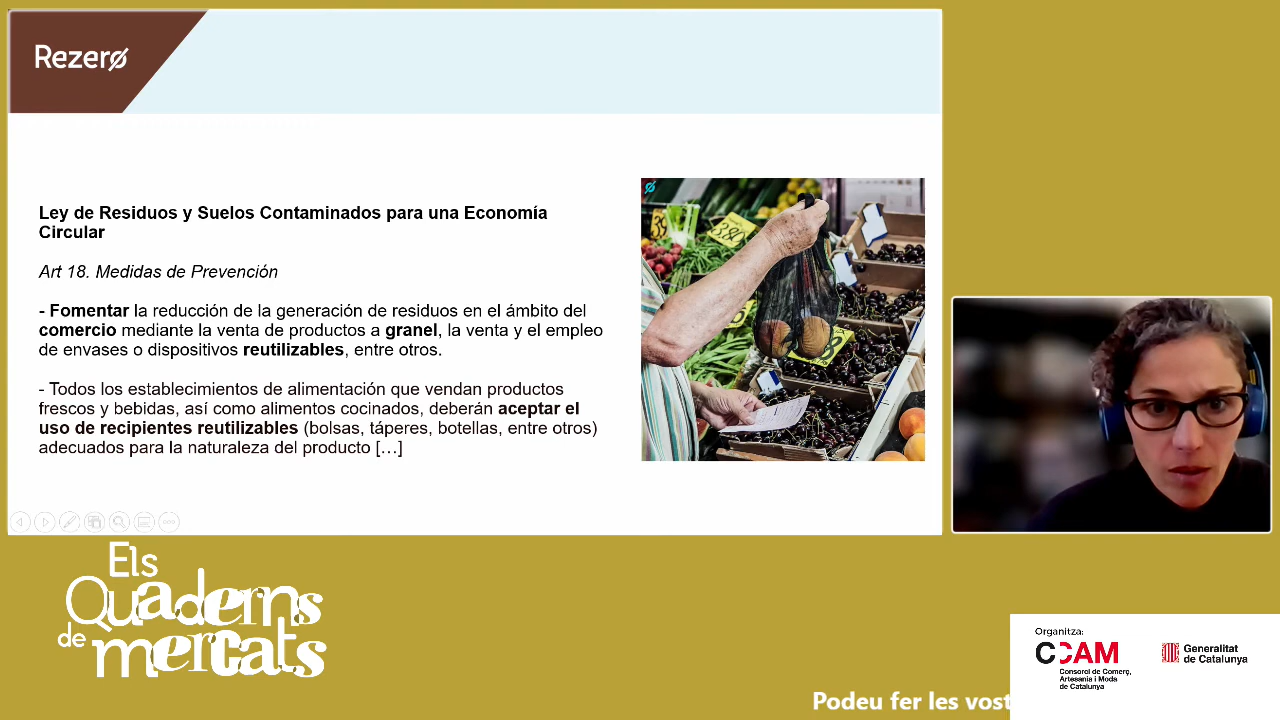 Rezero
Ley de Residuos y Suelos Contaminados para una Economía
Circular
Art 18. Medidas de Prevención
- Fomentar la reducción de la generación de residuos en el ámbito del
comercio mediante la venta de productos a granel, la venta y el empleo
de envases o dispositivos reutilizables, entre otros.
- Todos los establecimientos de alimentación que vendan productos
frescos y bebidas, así como alimentos cocinados, deberán aceptar el
uso de recipientes reutilizables (bolsas, táperes, botellas, entre otros)
adecuados para la naturaleza del producto […]
Els
Quaderns
de mercats
Organitza:
CCAM
Consorci de Comerç,
Artesania i Moda
de Catalunya
Generalitat
de Catalunya
Podeu fer les vost